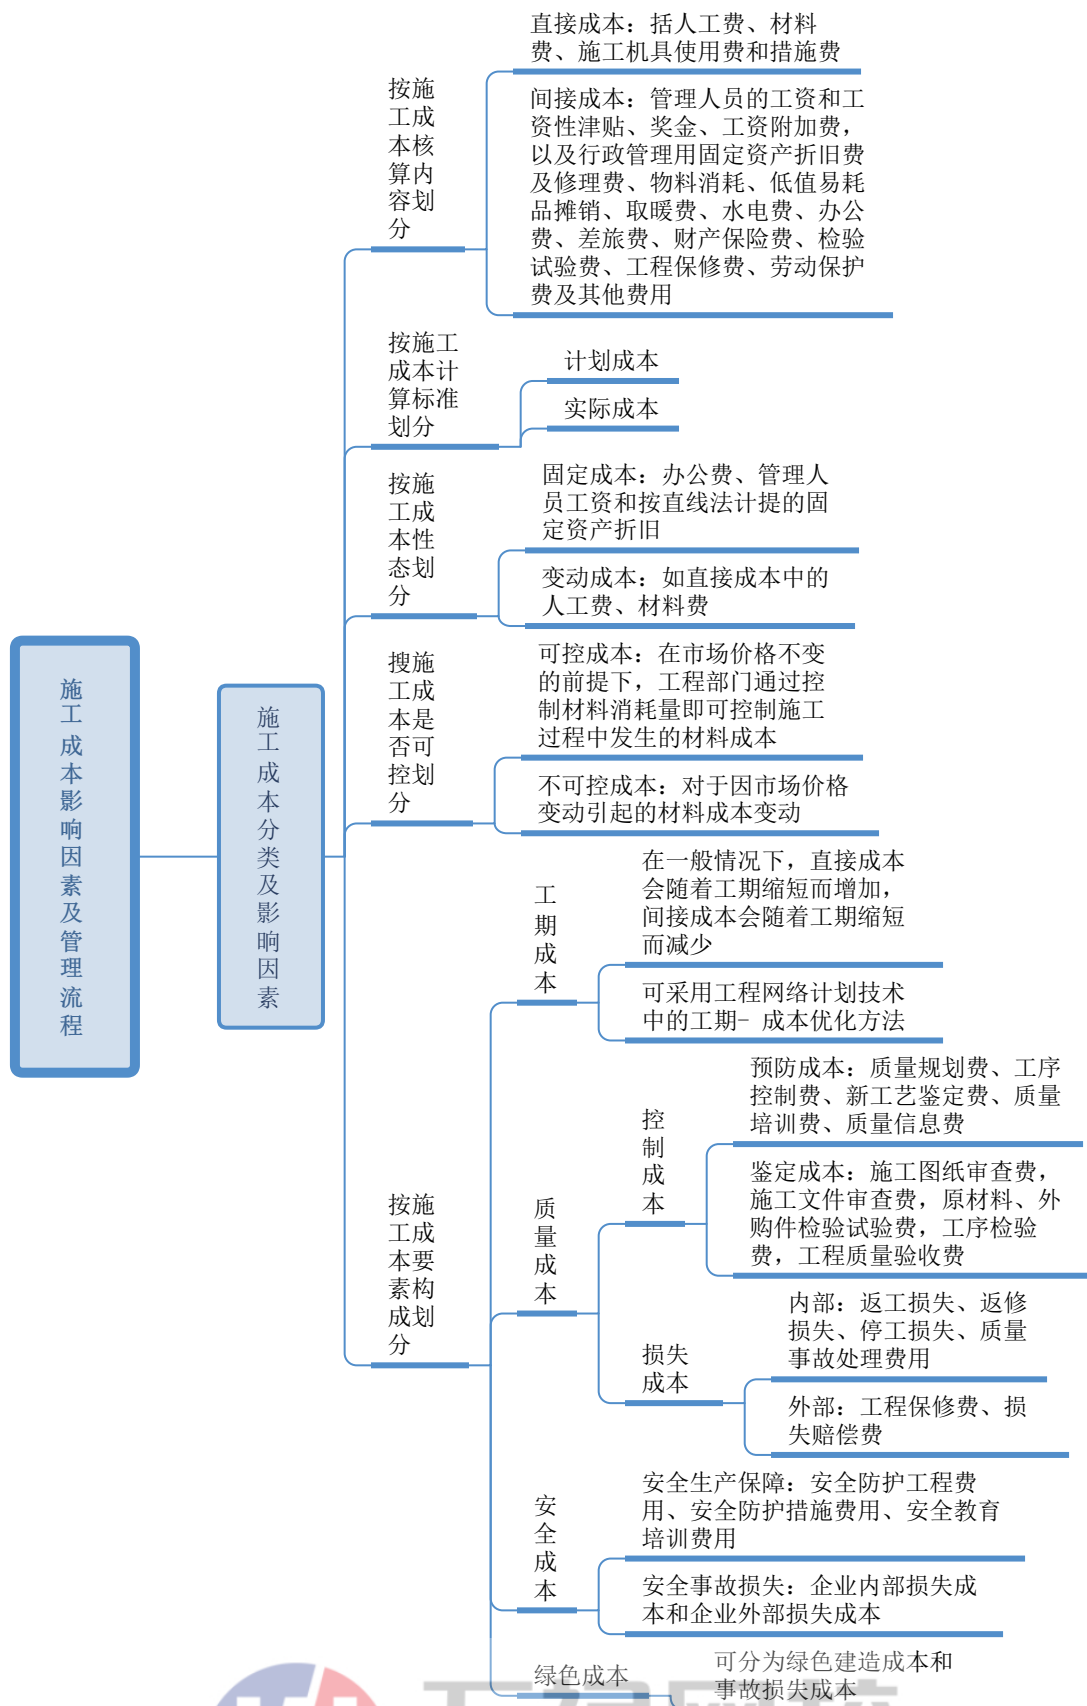 施工成本影响因素及管理流程
施工成本分类及影响因素
按施
工成
本核
算内
容划
分
直接成本：括人工费、材料
费、施工机具使用费和措施费
间接成本：管理人员的工资和工
资性津贴、奖金、工资附加费，
以及行政管理用固定资产折旧费
及修理费、物料消耗、低值易耗
品摊销、取暖费、水电费、办公
费、差旅费、财产保险费、检验
试验费、工程保修费、劳动保护
费及其他费用
按施工
成本计
算标准
划分
计划成本
实际成本
按施
工成
本性
态划
分
固定成本：办公费、管理人
员工资和按直线法计提的固
定资产折旧
变动成本：如直接成本中的
人工费、材料费
搜施
工成
本是
否可
控划
分
可控成本：在市场价格不变
的前提下，工程部门通过控
制材料消耗量即可控制施工
过程中发生的材料成本
不可控成本：对于因市场价格
变动引起的材料成本变动
按施
工成
本要
素构
成划
分
工
期
成
本
在一般情况下，直接成本
会随着工期缩短而增加，
间接成本会随着工期缩短
而减少
可采用工程网络计划技术
中的工期- 成本优化方法
质
量
成
本
控
制
成
本
预防成本：质量规划费、工序
控制费、新工艺鉴定费、质量
培训费、质量信息费
鉴定成本：施工图纸审查费，
施工文件审查费，原材料、外
购件检验试验费，工序检验
费，工程质量验收费
损失
成本
内部：返工损失、返修
损失、停工损失、质量
事故处理费用
外部：工程保修费、损
失赔偿费
安
全
成
本
安全生产保障：安全防护工程费
用、安全防护措施费用、安全教育
培训费用
安全事故损失：企业内部损失成
本和企业外部损失成本
绿色成本
可分为绿色建造成本和
事故损失成本